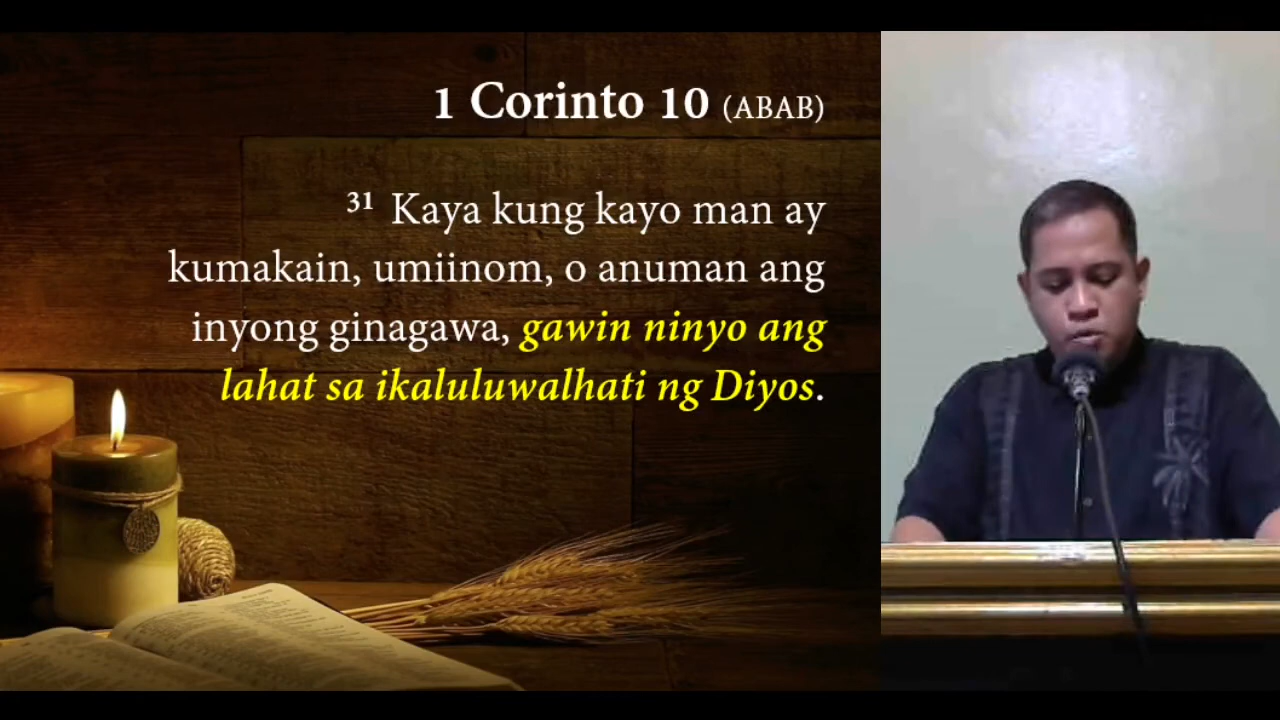 1 Corinto 10 (ABAB)
31 Kaya kung kayo man ay
kumakain, umiinom, o anuman ang
inyong ginagawa, gawin ninyo ang
lahat sa ikaluluwalhati ng Diyos.